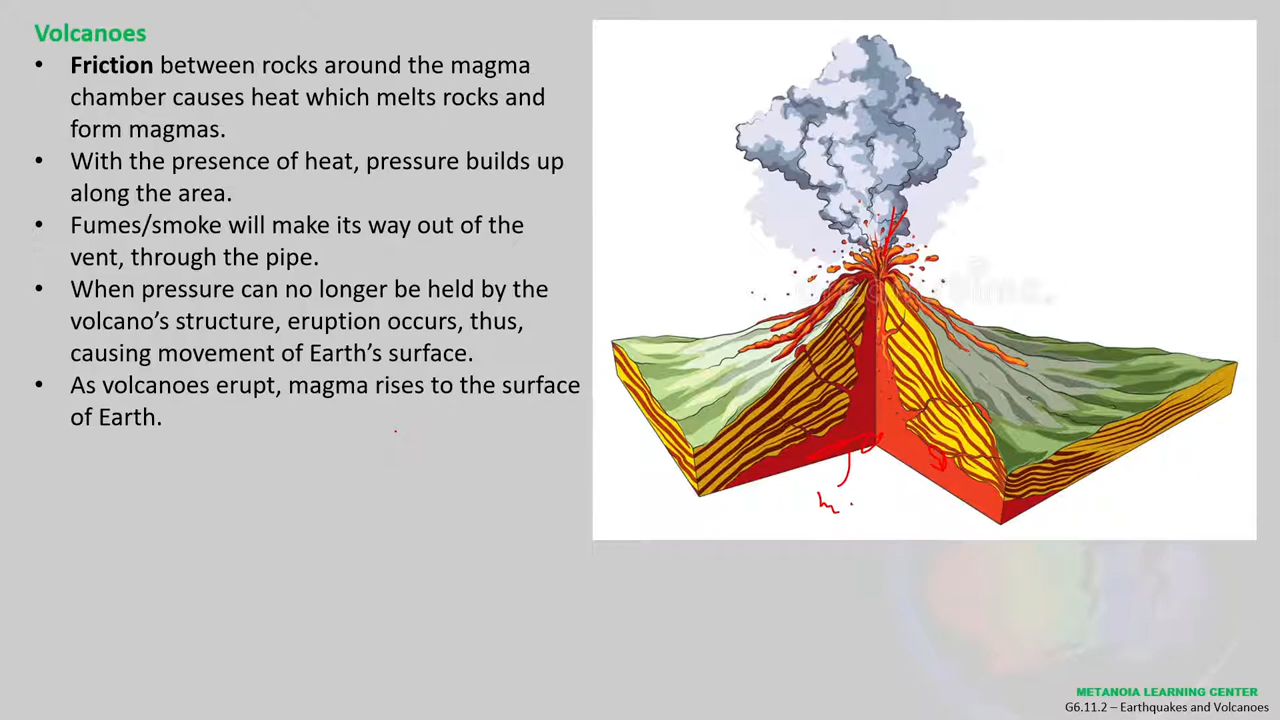 Volcanoes
• Friction between rocks around the magma
chamber causes heat which melts rocks and
form magmas.
• With the presence of heat, pressure builds up
along the area.
• Fumes/smoke will make its way out of the
vent, through the pipe.
• When pressure can no longer be held by the
volcano's structure, eruption occurs, thus,
causing movement of Earth's surface.
• As volcanoes erupt, magma rises to the surface
of Earth.
METANOIA LEARNING CENTER
G6.11.2 – Earthquakes and Volcanoes